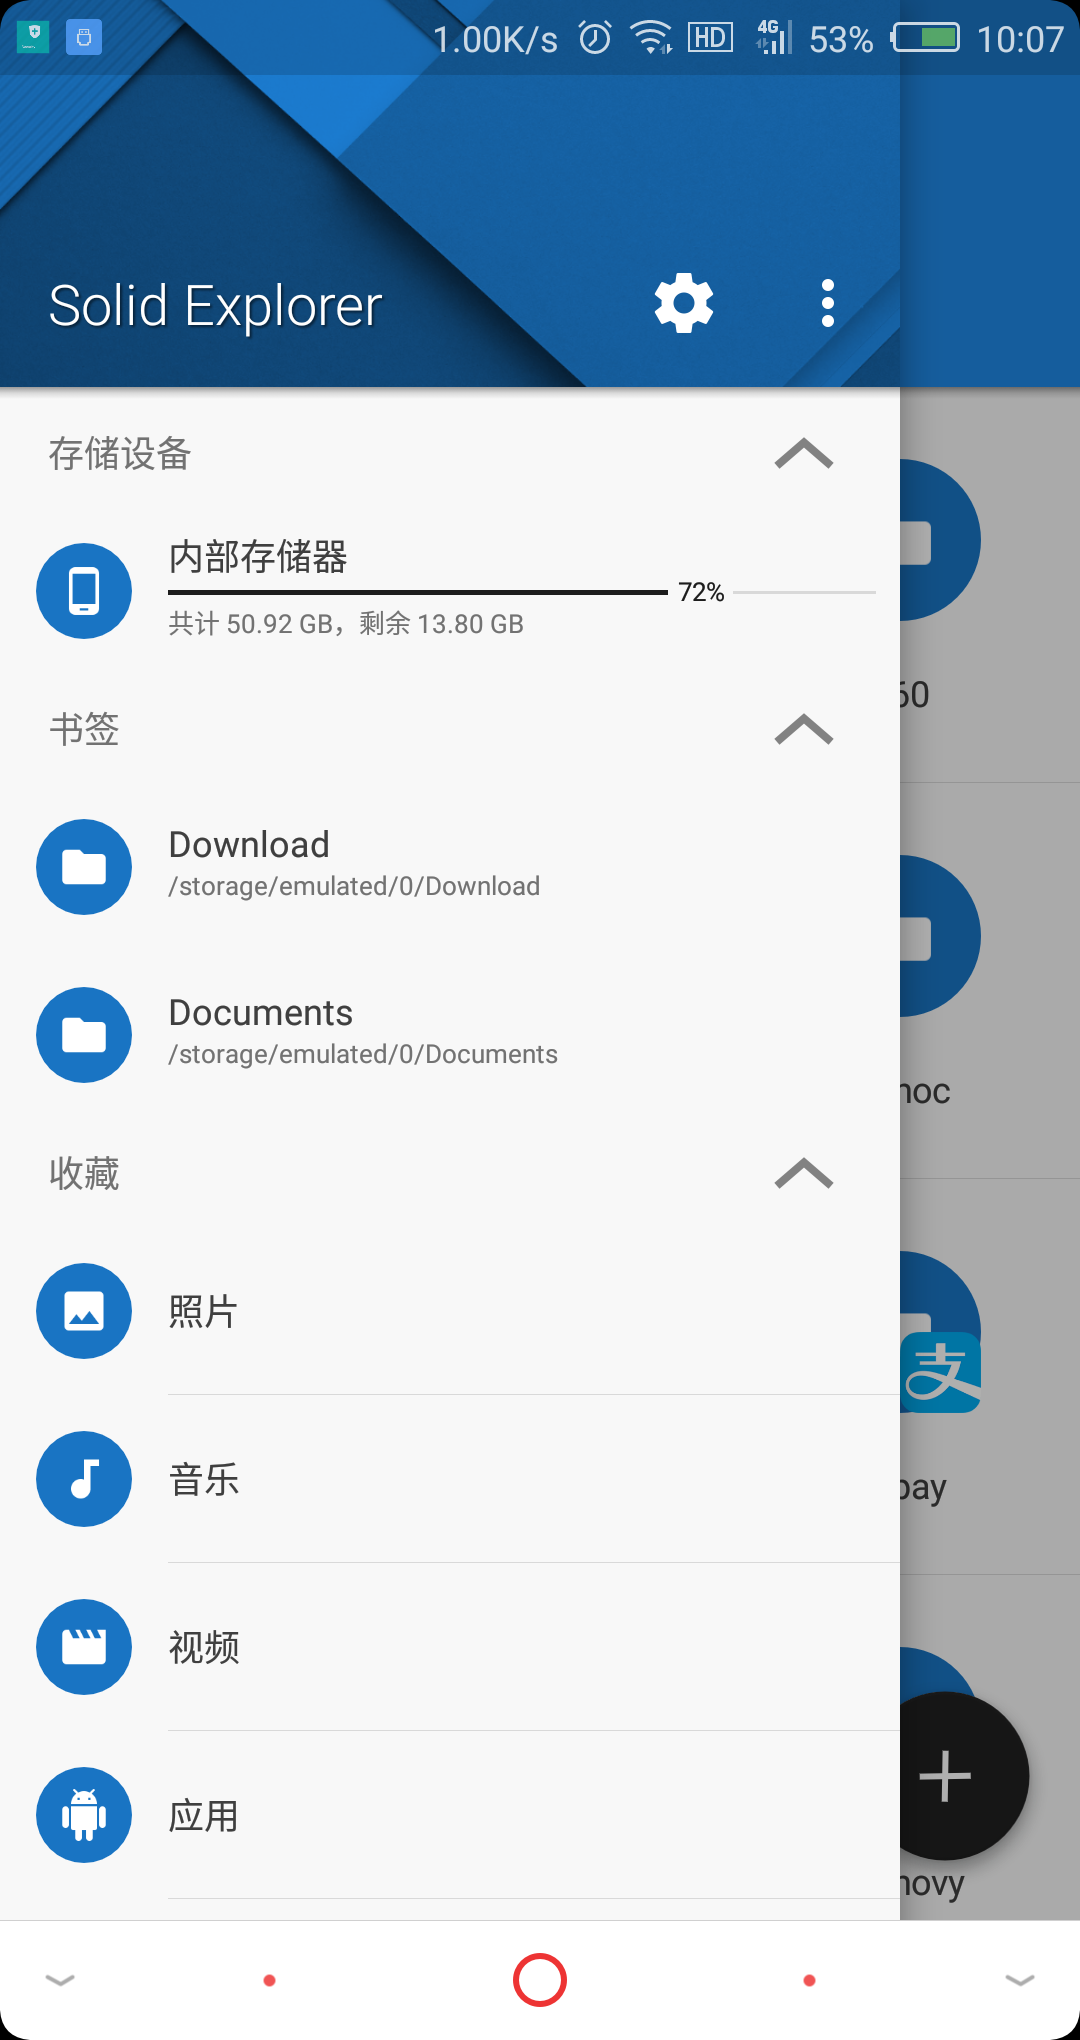 1.00K/s HD 4G 53% 10:07
Solid Explorer
存储设备
内部存储器
72%
共计 50.92 GB，剩余 13.80 GB
书签
Download
/storage/emulated/0/Download
Documents
/storage/emulated/0/Documents
收藏
照片
音乐
视频
应用
60
noc
支
pay
novy